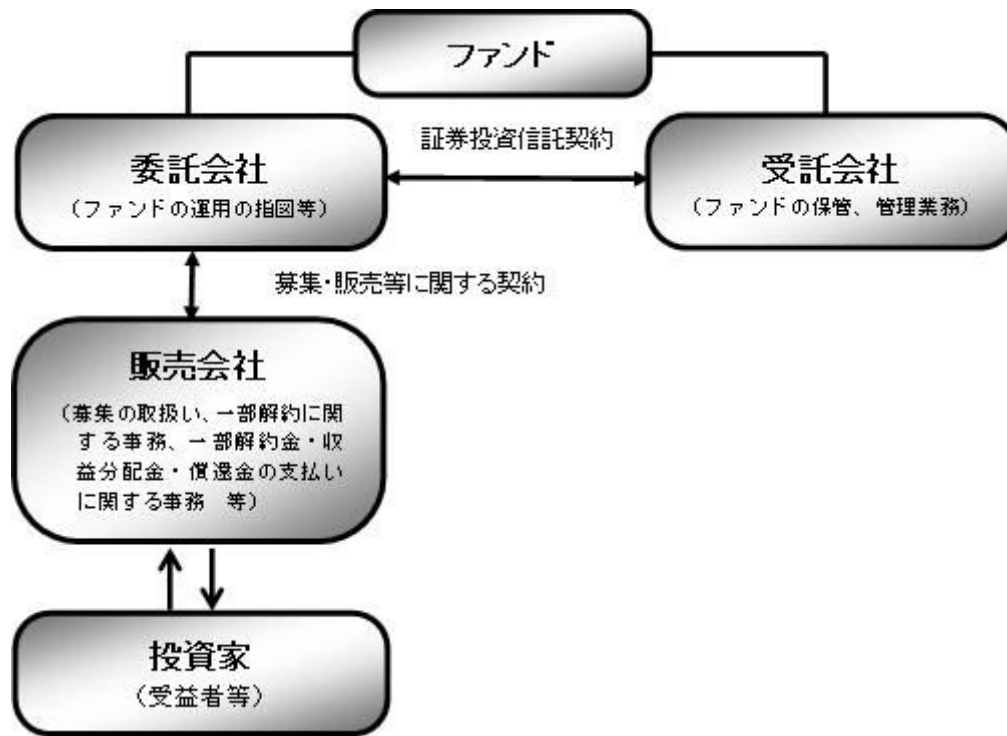 ファンド
委託会社
(ファンドの運用の指図等)
証券投資信託契約
受託会社
(ファンドの保管、管理業務)
募集・販売等に関する契約
販売会社
(募集の取扱い、一部解約に関
する事務、一部解約金・収
益分配金・償還金の支払い
に関する事務 等)
投資家
(受益者等)